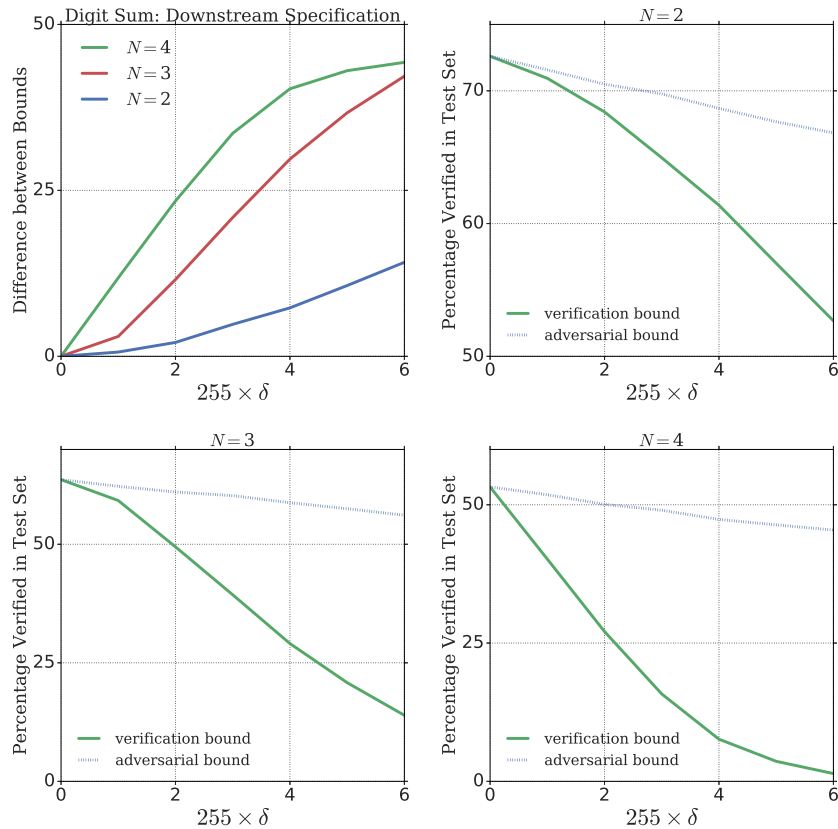 Digit Sum: Downstream Specification
50
25
0
0 2 4 6
Difference between Bounds
255 × δ
N = 4
N = 3
N = 2
N = 2
70
60
50
0 2 4 6
Percentage Verified in Test Set
255 × δ
verification bound
adversarial bound
N = 3
50
25
0
0 2 4 6
Percentage Verified in Test Set
255 × δ
verification bound
adversarial bound
N = 4
50
25
0
0 2 4 6
Percentage Verified in Test Set
255 × δ
verification bound
adversarial bound